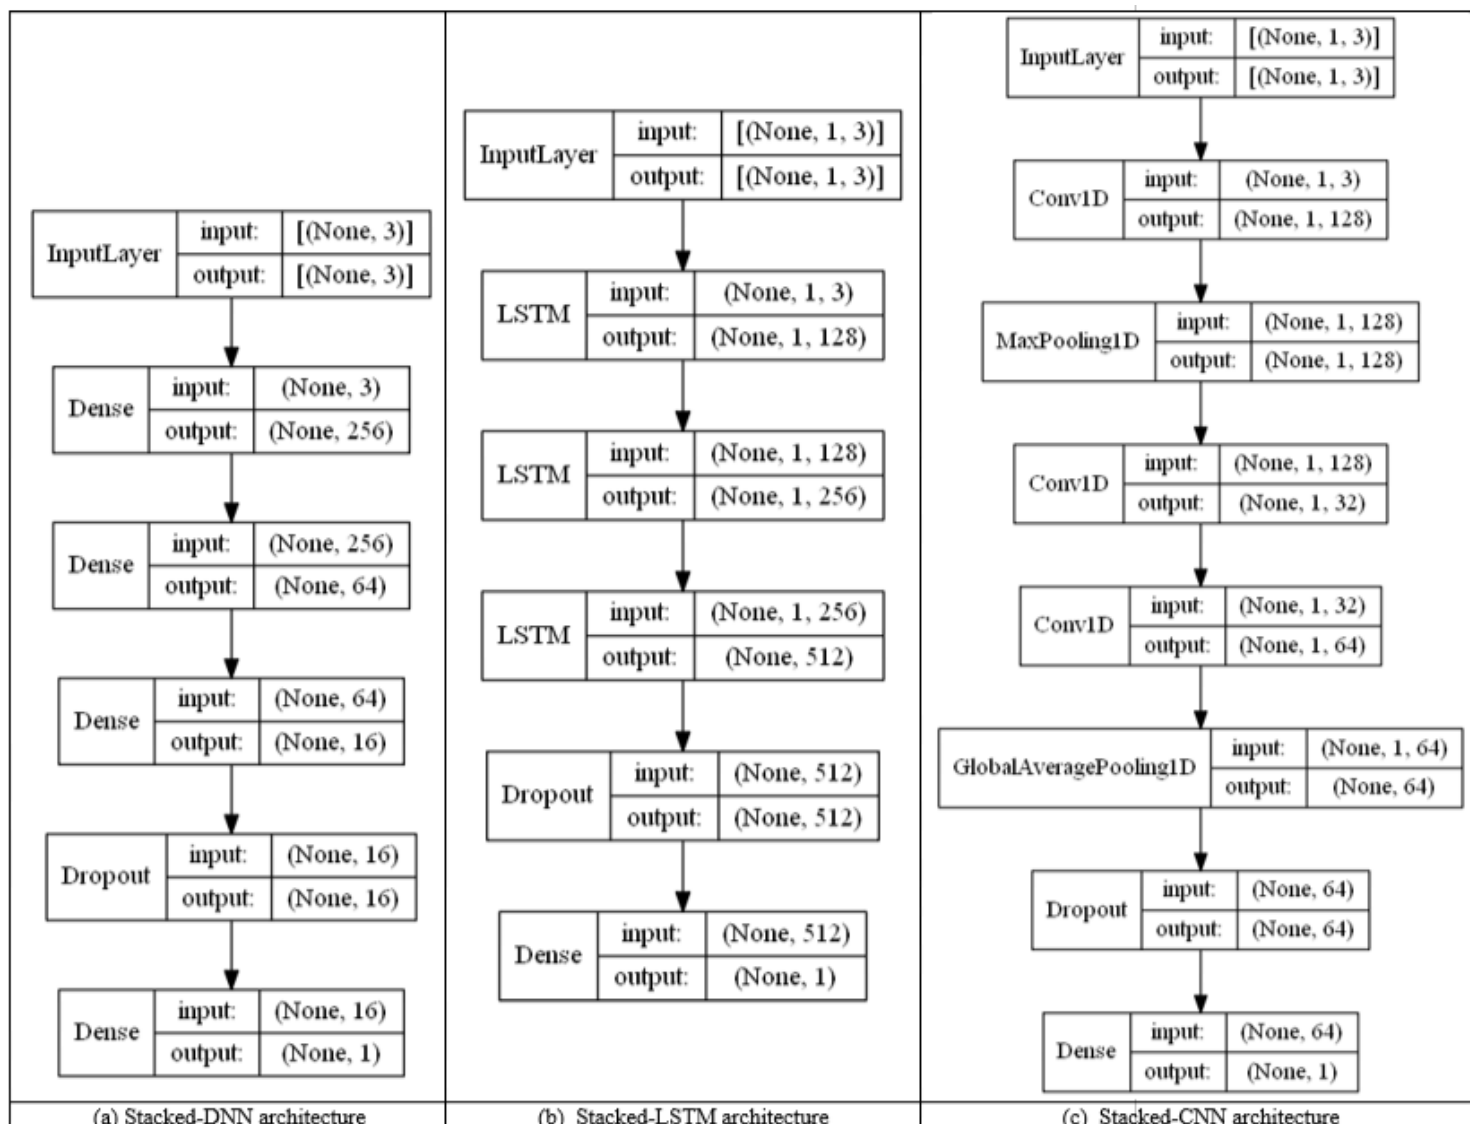 InputLayer
input: [(None, 3)]
output: [(None, 3)]
Dense
input: (None, 3)
output: (None, 256)
Dense
input: (None, 256)
output: (None, 64)
Dense
input: (None, 64)
output: (None, 16)
Dropout
input: (None, 16)
output: (None, 16)
Dense
input: (None, 16)
output: (None, 1)
(a) Stacked-DNN architecture
InputLayer
input: [(None, 1, 3)]
output: [(None, 1, 3)]
LSTM
input: (None, 1, 3)
output: (None, 1, 128)
LSTM
input: (None, 1, 128)
output: (None, 1, 256)
LSTM
input: (None, 1, 256)
output: (None, 512)
Dropout
input: (None, 512)
output: (None, 512)
Dense
input: (None, 512)
output: (None, 1)
(b) Stacked-LSTM architecture
InputLayer
input: [(None, 1, 3)]
output: [(None, 1, 3)]
Conv1D
input: (None, 1, 3)
output: (None, 1, 128)
MaxPooling1D
input: (None, 1, 128)
output: (None, 1, 128)
Conv1D
input: (None, 1, 128)
output: (None, 1, 32)
Conv1D
input: (None, 1, 32)
output: (None, 1, 64)
GlobalAveragePooling1D
input: (None, 1, 64)
output: (None, 64)
Dropout
input: (None, 64)
output: (None, 64)
Dense
input: (None, 64)
output: (None, 1)
(c) Stacked-CNN architecture